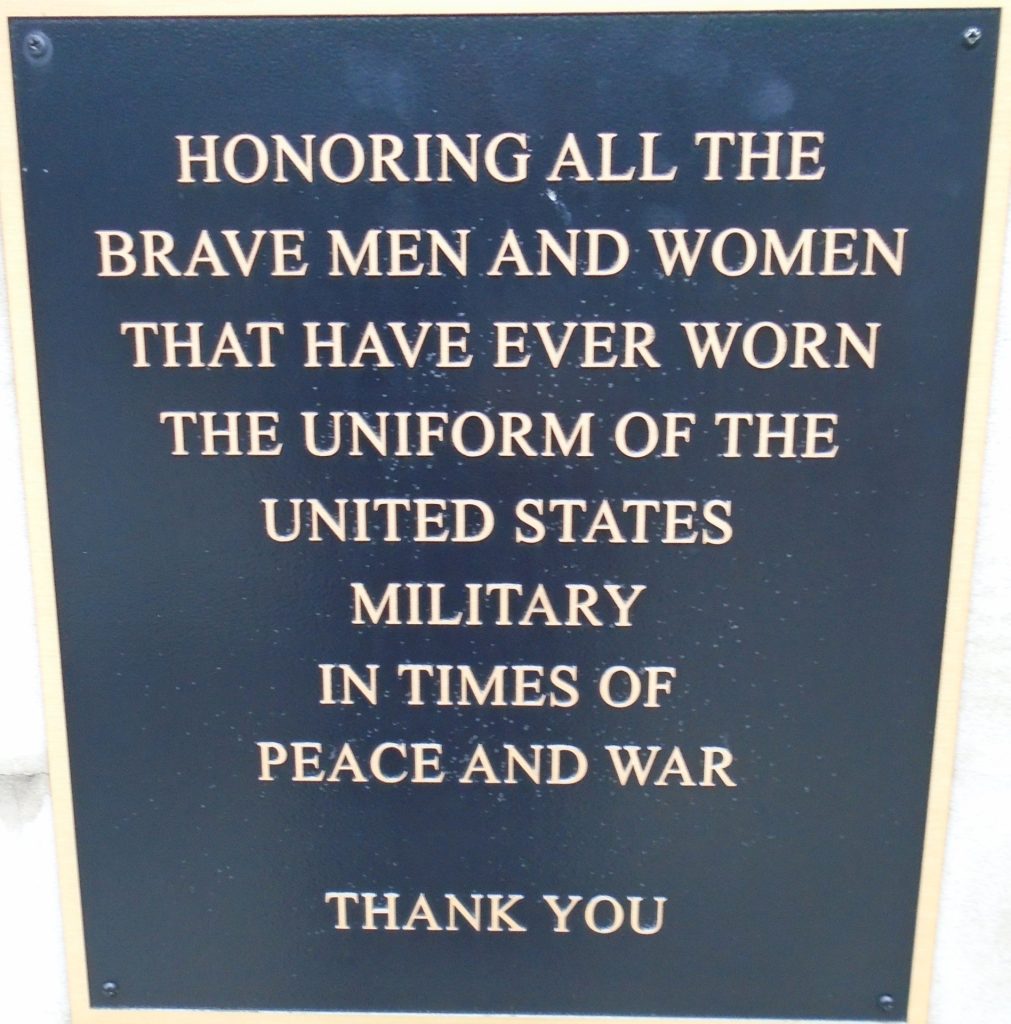 HONORING ALL THE
BRAVE MEN AND WOMEN
THAT HAVE EVER WORN
THE UNIFORM OF THE
UNITED STATES
MILITARY
IN TIMES OF
PEACE AND WAR
THANK YOU